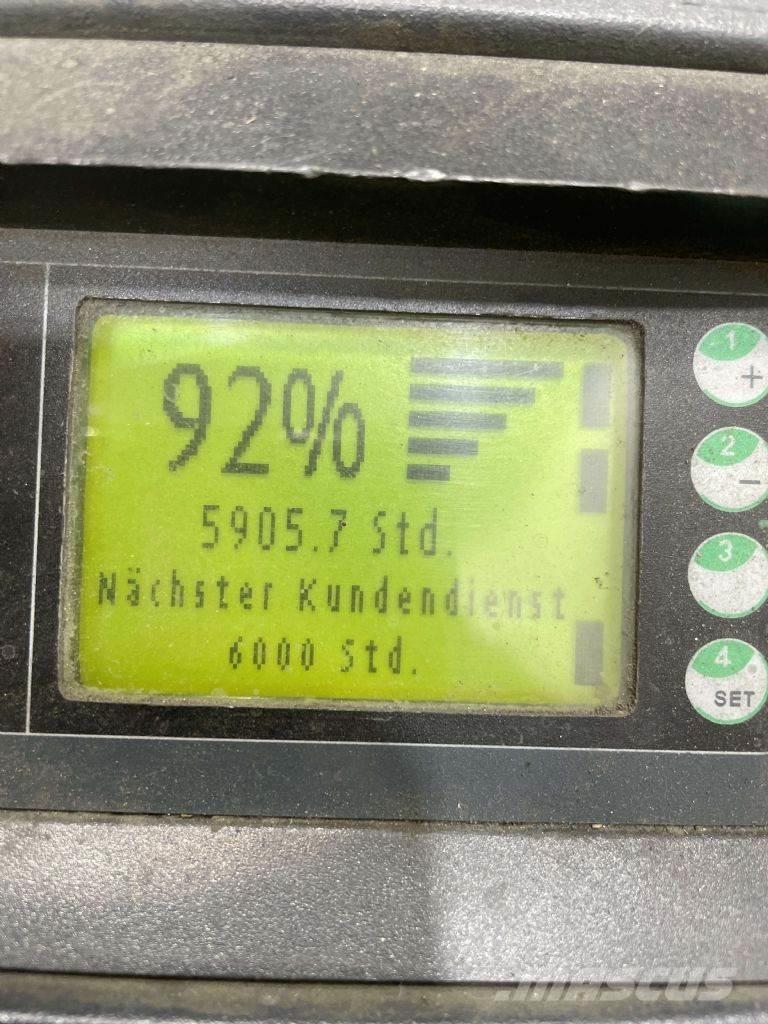 92%
5905.7 Std.
Nächster Kundendienst
6000 Std.
1
+
2
−
3
4
SET
MASCUS